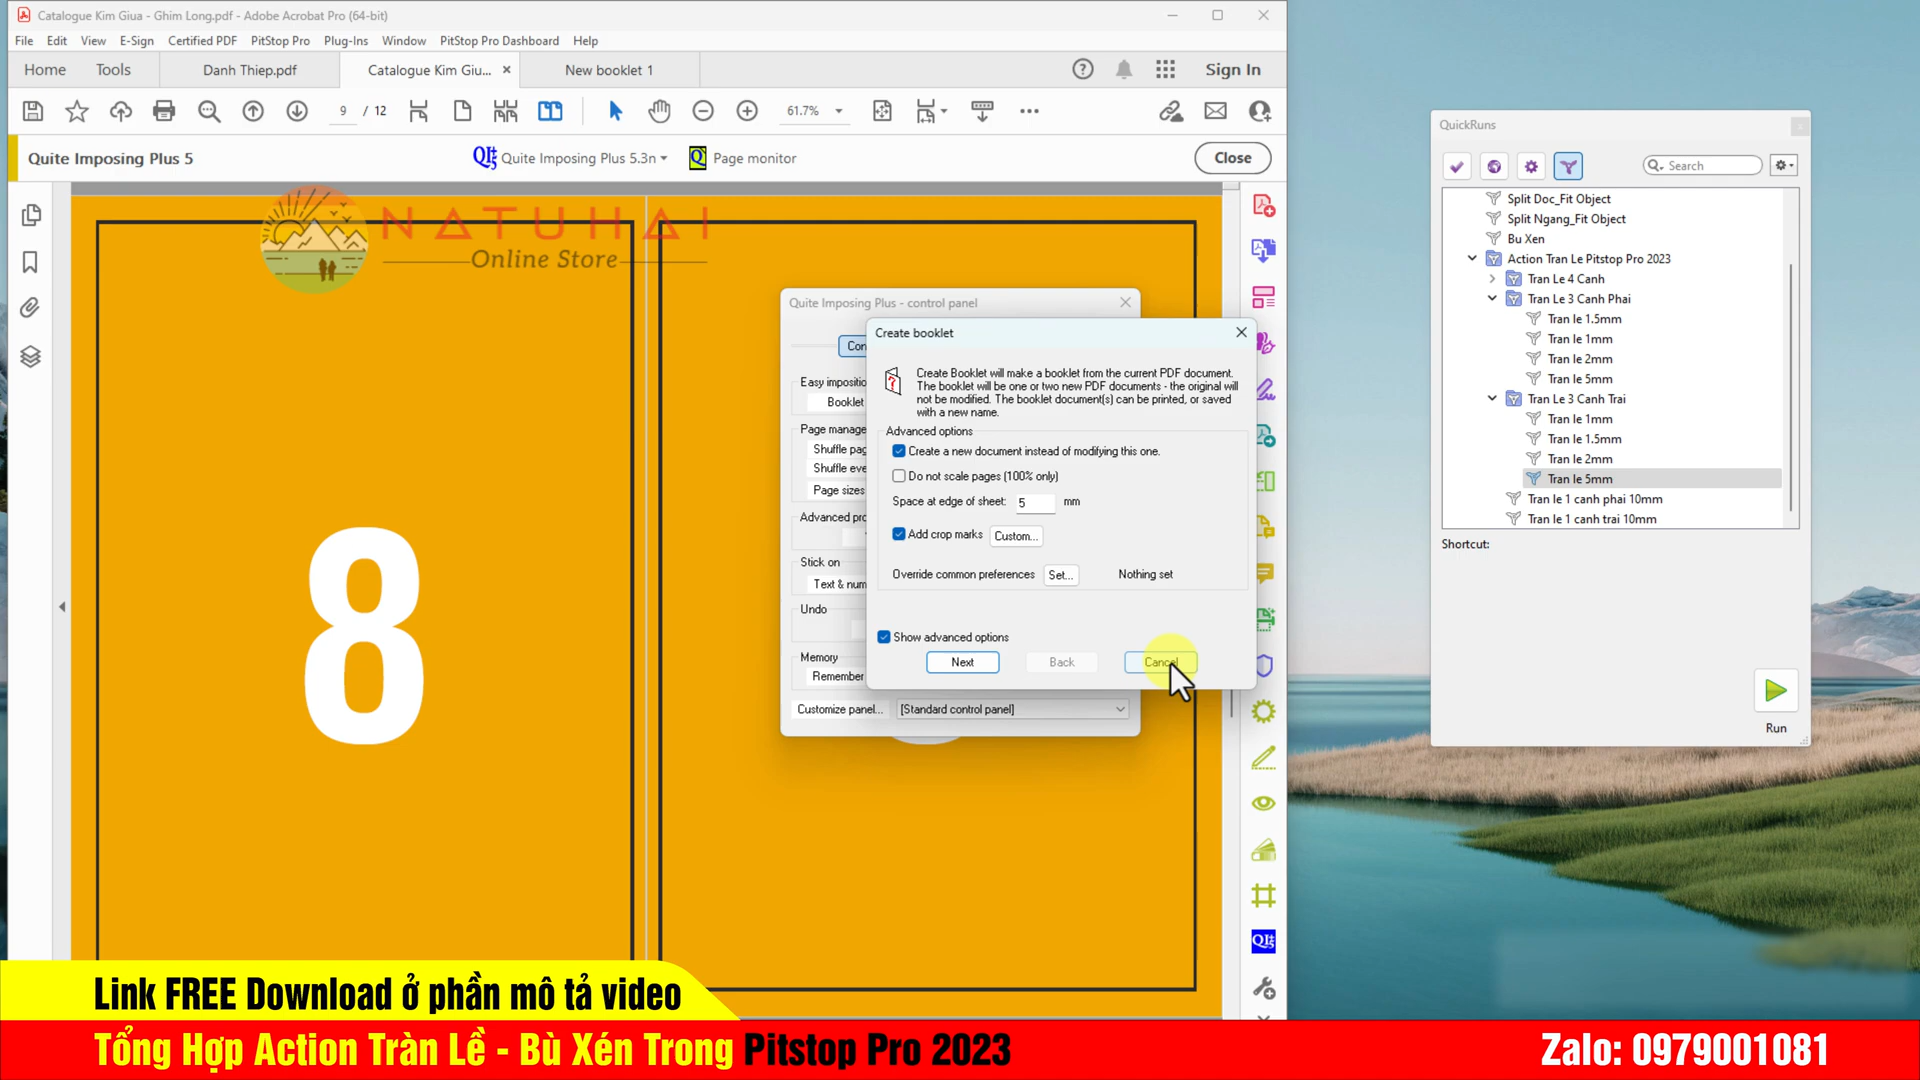 Catalogue Kim Giua - Ghim Long.pdf - Adobe Acrobat Pro (64-bit)
File Edit View E-Sign Certified PDF PitStop Pro Plug-Ins Window PitStop Pro Dashboard Help
Home Tools Danh Thiep.pdf Catalogue Kim Giu... New booklet 1 Sign In
9 / 12 61.7%
Quite Imposing Plus 5 Quite Imposing Plus 5.3n Page monitor Close
NATUHAI
Online Store
8
Quite Imposing Plus - control panel
Con
Easy impositio
Booklet
Page manage
Shuffle pag
Shuffle eve
Page sizes
Advanced pro
Stick on
Text & num
Undo
Memory
Remember
Customize panel... [Standard control panel]
Create booklet
Create Booklet will make a booklet from the current PDF document.
The booklet will be one or two new PDF documents - the original will
not be modified. The booklet document(s) can be printed, or saved
with a new name.
Advanced options
Create a new document instead of modifying this one.
Do not scale pages (100% only)
Space at edge of sheet: 5 mm
Add crop marks Custom...
Override common preferences Set... Nothing set
Show advanced options
Next Back Cancel
QuickRuns
Search
Split Doc_Fit Object
Split Ngang_Fit Object
Bu Xen
Action Tran Le Pitstop Pro 2023
Tran Le 4 Canh
Tran Le 3 Canh Phai
Tran le 1.5mm
Tran le 1mm
Tran le 2mm
Tran le 5mm
Tran Le 3 Canh Trai
Tran le 1mm
Tran le 1.5mm
Tran le 2mm
Tran le 5mm
Tran le 1 canh phai 10mm
Tran le 1 canh trai 10mm
Shortcut:
Run
Link FREE Download ở phần mô tả video
Tổng Hợp Action Tràn Lề - Bù Xén Trong Pitstop Pro 2023
Zalo: 0979001081